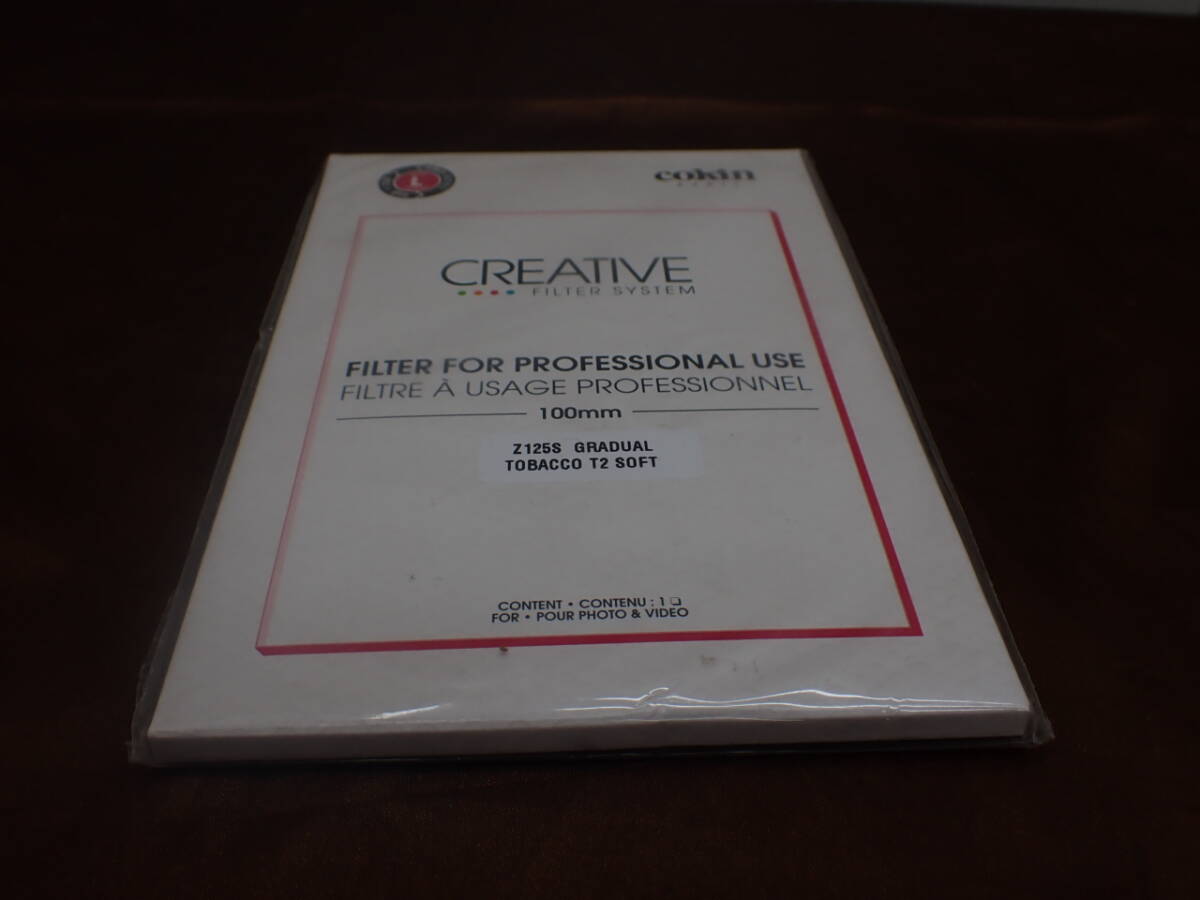 L
cokin
CREATIVE
FILTER SYSTEM
FILTER FOR PROFESSIONAL USE
FILTRE À USAGE PROFESSIONNEL
100mm
Z125S GRADUAL
TOBACCO T2 SOFT
CONTENT • CONTENU : 1 ❑
FOR • POUR PHOTO & VIDEO